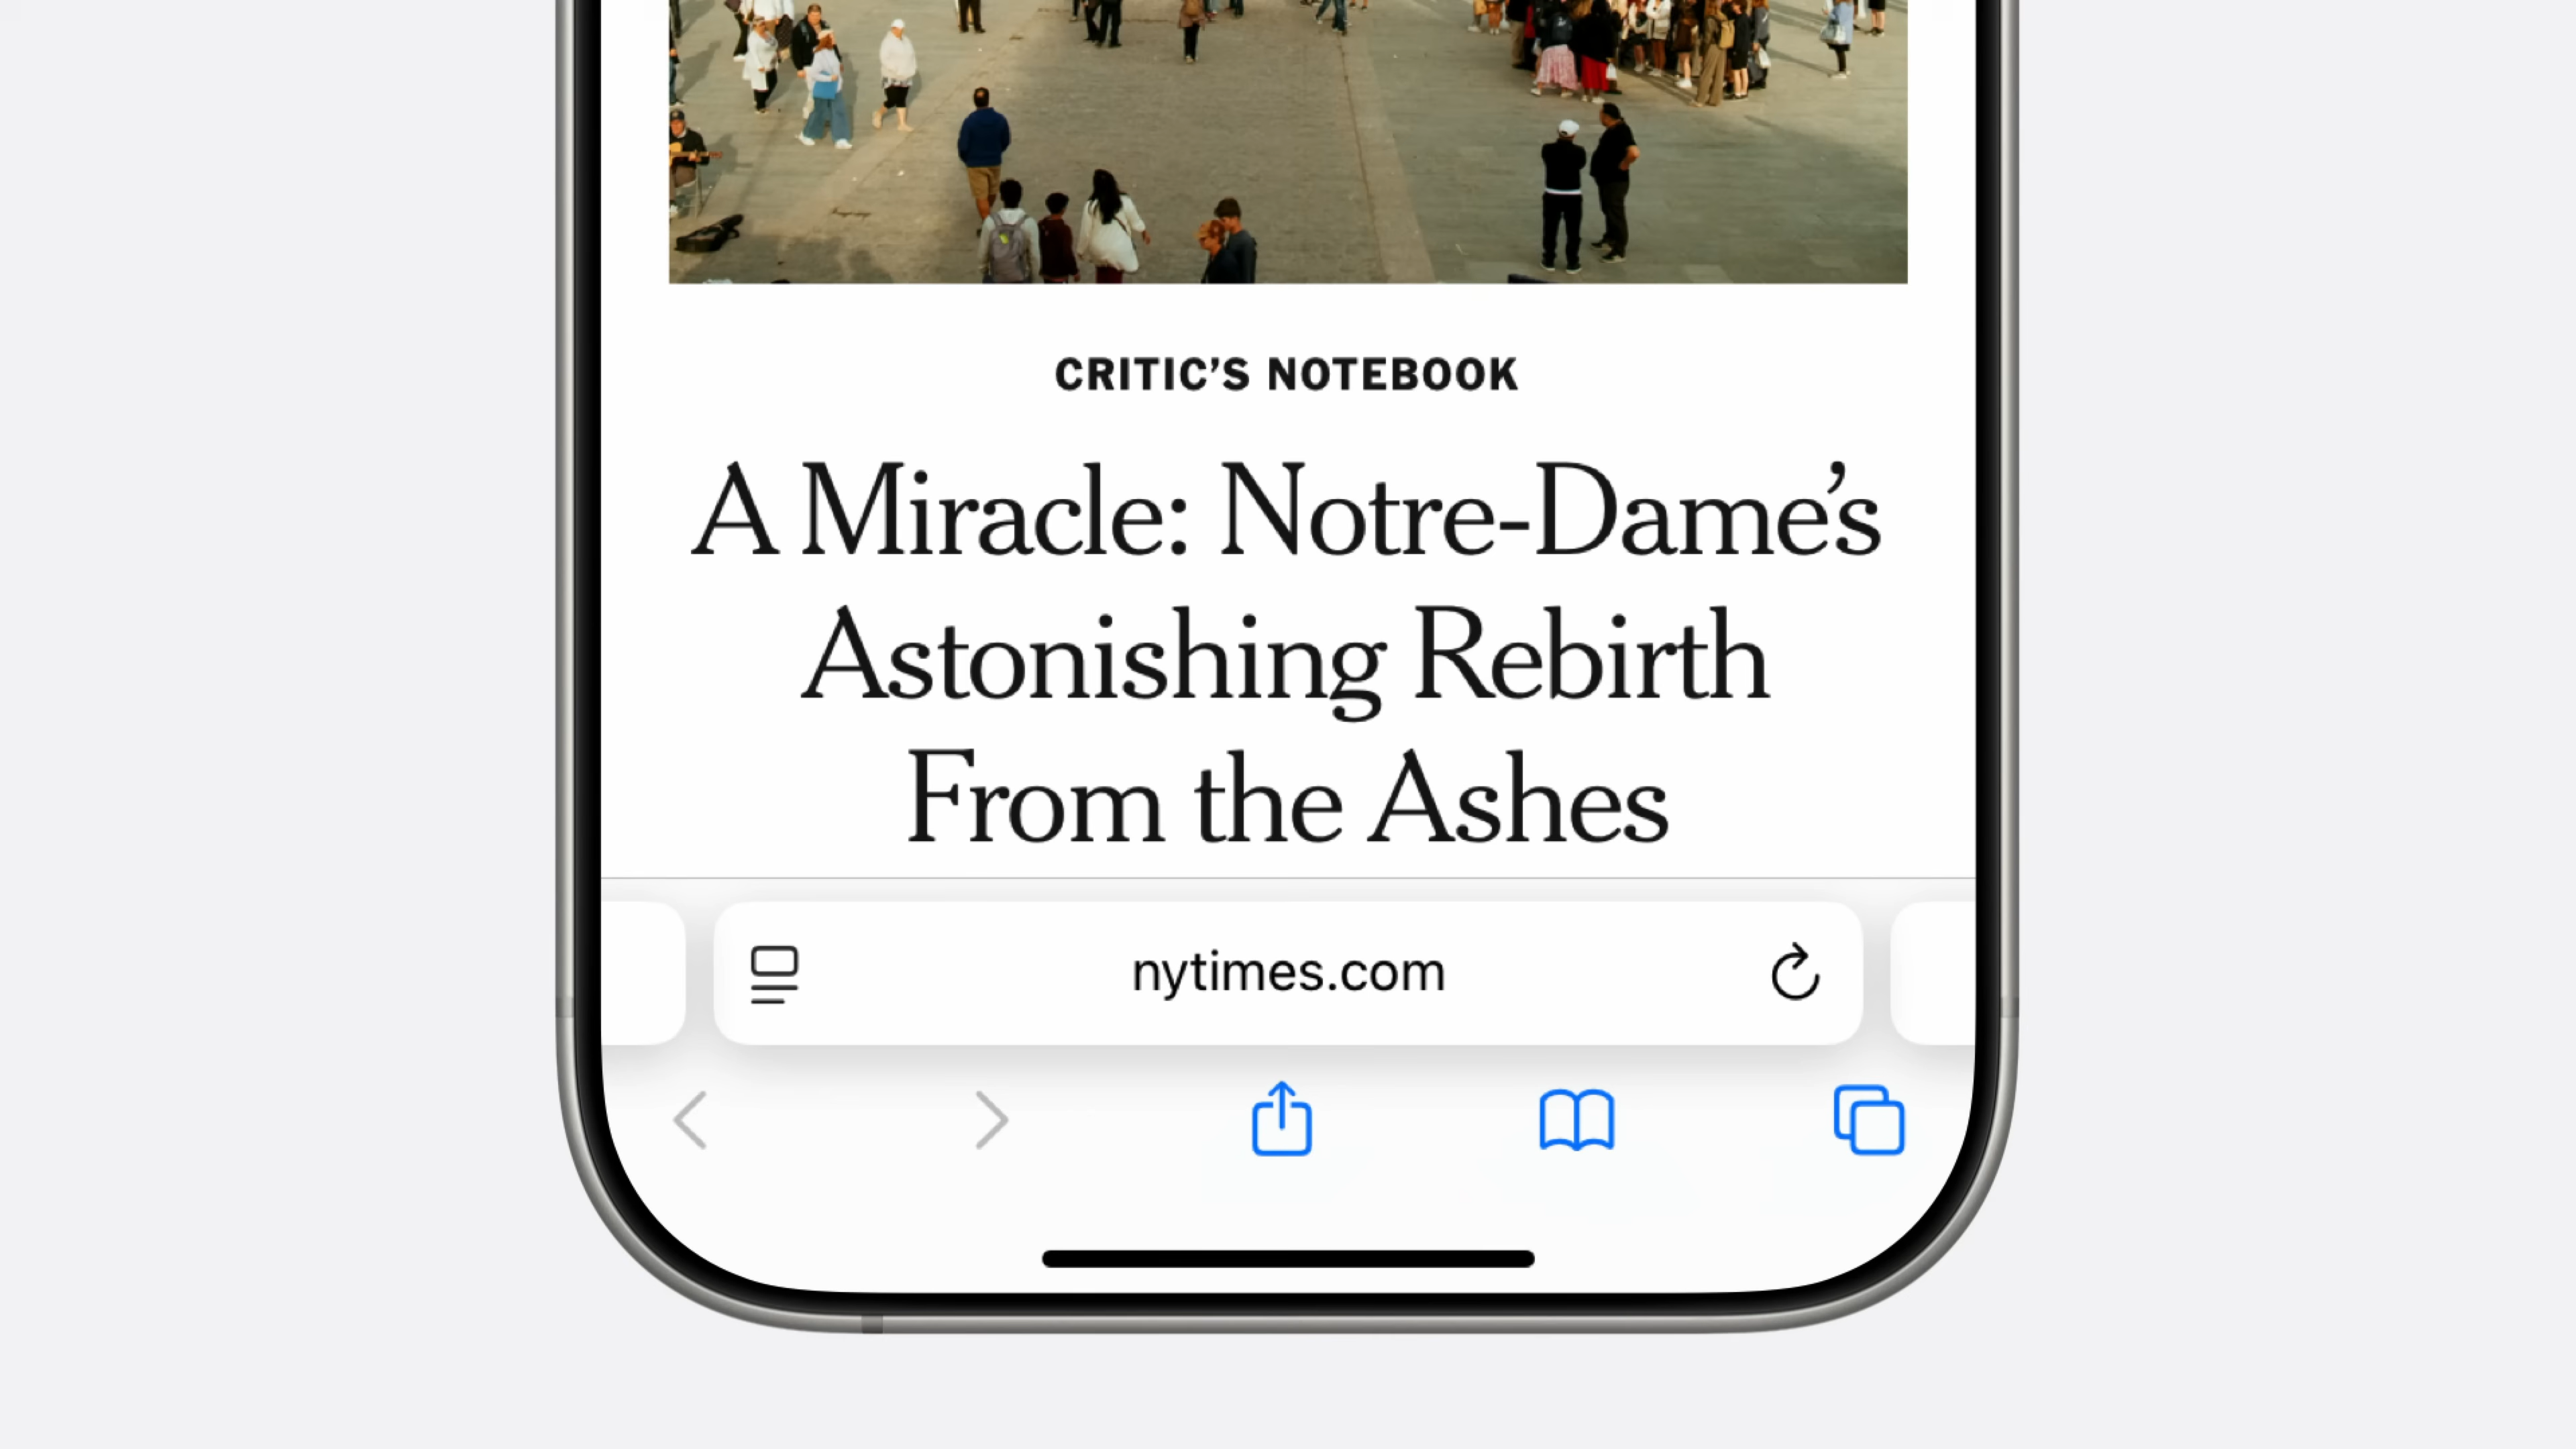 CRITIC’S NOTEBOOK
A Miracle: Notre-Dame’s
Astonishing Rebirth
From the Ashes
nytimes.com